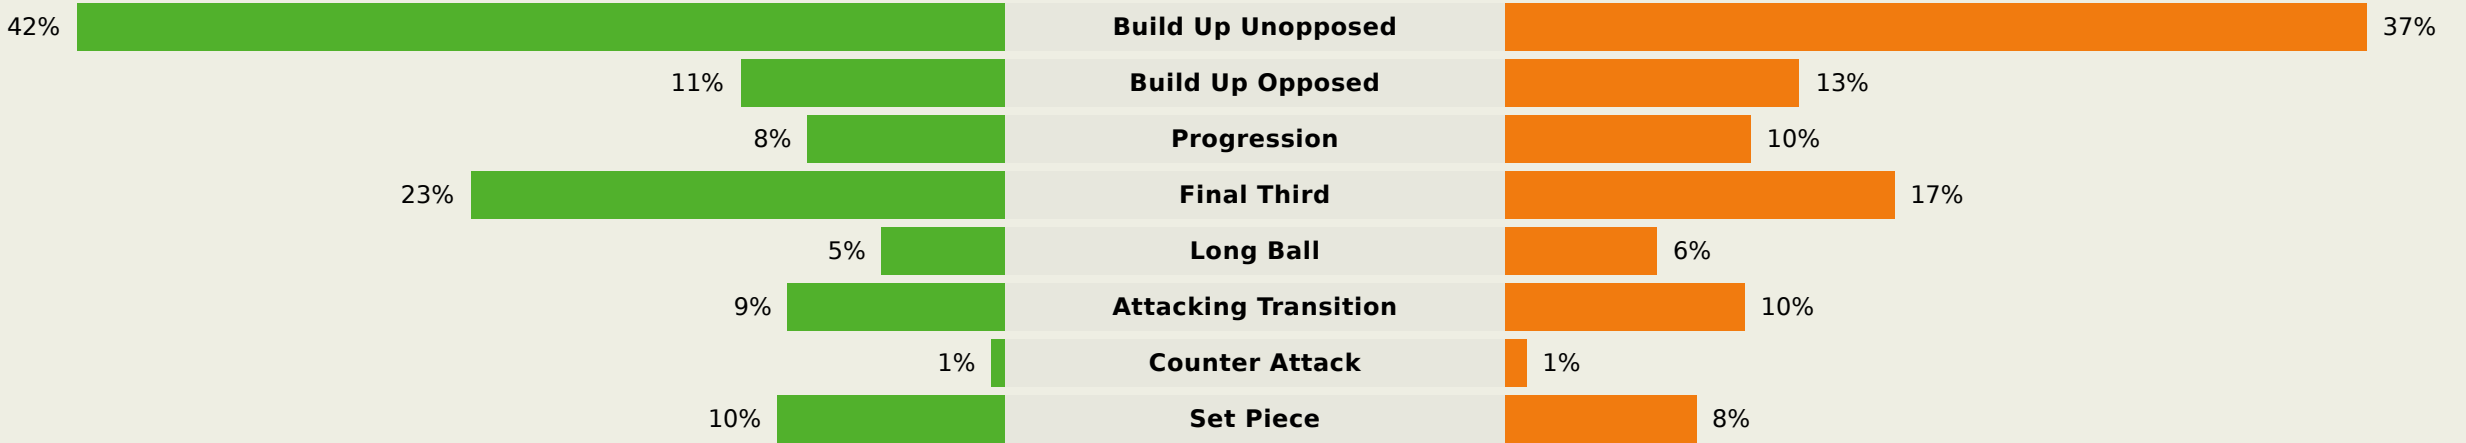 42% Build Up Unopposed 37%
11% Build Up Opposed 13%
8% Progression 10%
23% Final Third 17%
5% Long Ball 6%
9% Attacking Transition 10%
1% Counter Attack 1%
10% Set Piece 8%